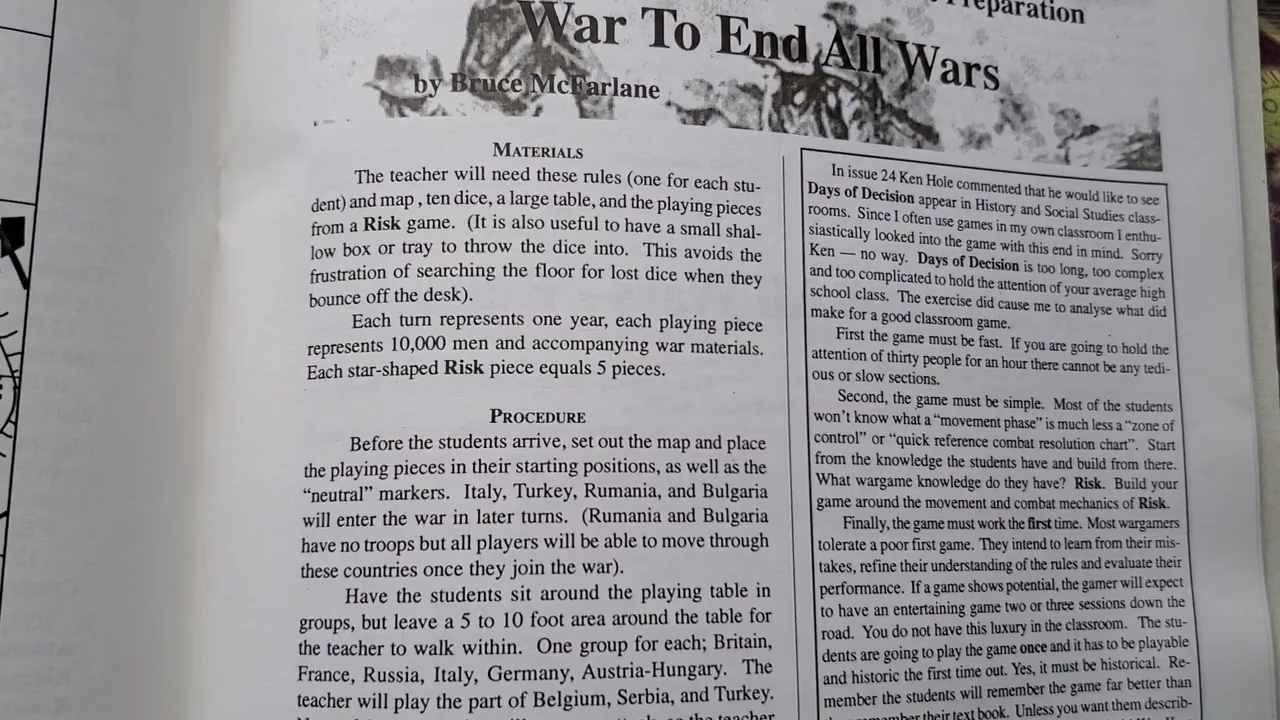 Preparation
War To End All Wars
by Bruce McFarlane
MATERIALS
The teacher will need these rules (one for each stu-
dent) and map , ten dice, a large table, and the playing pieces
from a Risk game. (It is also useful to have a small shal-
low box or tray to throw the dice into. This avoids the
frustration of searching the floor for lost dice when they
bounce off the desk).
Each turn represents one year, each playing piece
represents 10,000 men and accompanying war materials.
Each star-shaped Risk piece equals 5 pieces.
PROCEDURE
Before the students arrive, set out the map and place
the playing pieces in their starting positions, as well as the
“neutral” markers. Italy, Turkey, Rumania, and Bulgaria
will enter the war in later turns. (Rumania and Bulgaria
have no troops but all players will be able to move through
these countries once they join the war).
Have the students sit around the playing table in
groups, but leave a 5 to 10 foot area around the table for
the teacher to walk within. One group for each; Britain,
France, Russia, Italy, Germany, Austria-Hungary. The
teacher will play the part of Belgium, Serbia, and Turkey.
the teacher
In issue 24 Ken Hole commented that he would like to see
Days of Decision appear in History and Social Studies class-
rooms. Since I often use games in my own classroom I enthu-
siastically looked into the game with this end in mind. Sorry
Ken — no way. Days of Decision is too long, too complex
and too complicated to hold the attention of your average high
school class. The exercise did cause me to analyse what did
make for a good classroom game.
First the game must be fast. If you are going to hold the
attention of thirty people for an hour there cannot be any tedi-
ous or slow sections.
Second, the game must be simple. Most of the students
won’t know what a “movement phase” is much less a “zone of
control” or “quick reference combat resolution chart”. Start
from the knowledge the students have and build from there.
What wargame knowledge do they have? Risk. Build your
game around the movement and combat mechanics of Risk.
Finally, the game must work the first time. Most wargamers
tolerate a poor first game. They intend to learn from their mis-
takes, refine their understanding of the rules and evaluate their
performance. If a game shows potential, the gamer will expect
to have an entertaining game two or three sessions down the
road. You do not have this luxury in the classroom. The stu-
dents are going to play the game once and it has to be playable
and historic the first time out. Yes, it must be historical. Re-
member the students will remember the game far better than
remember their text book. Unless you want them describ-